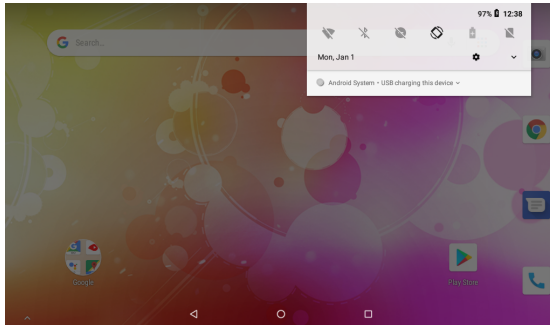 97% 12:38
G Search...
Mon, Jan 1
Android System • USB charging this device
Google
Play Store